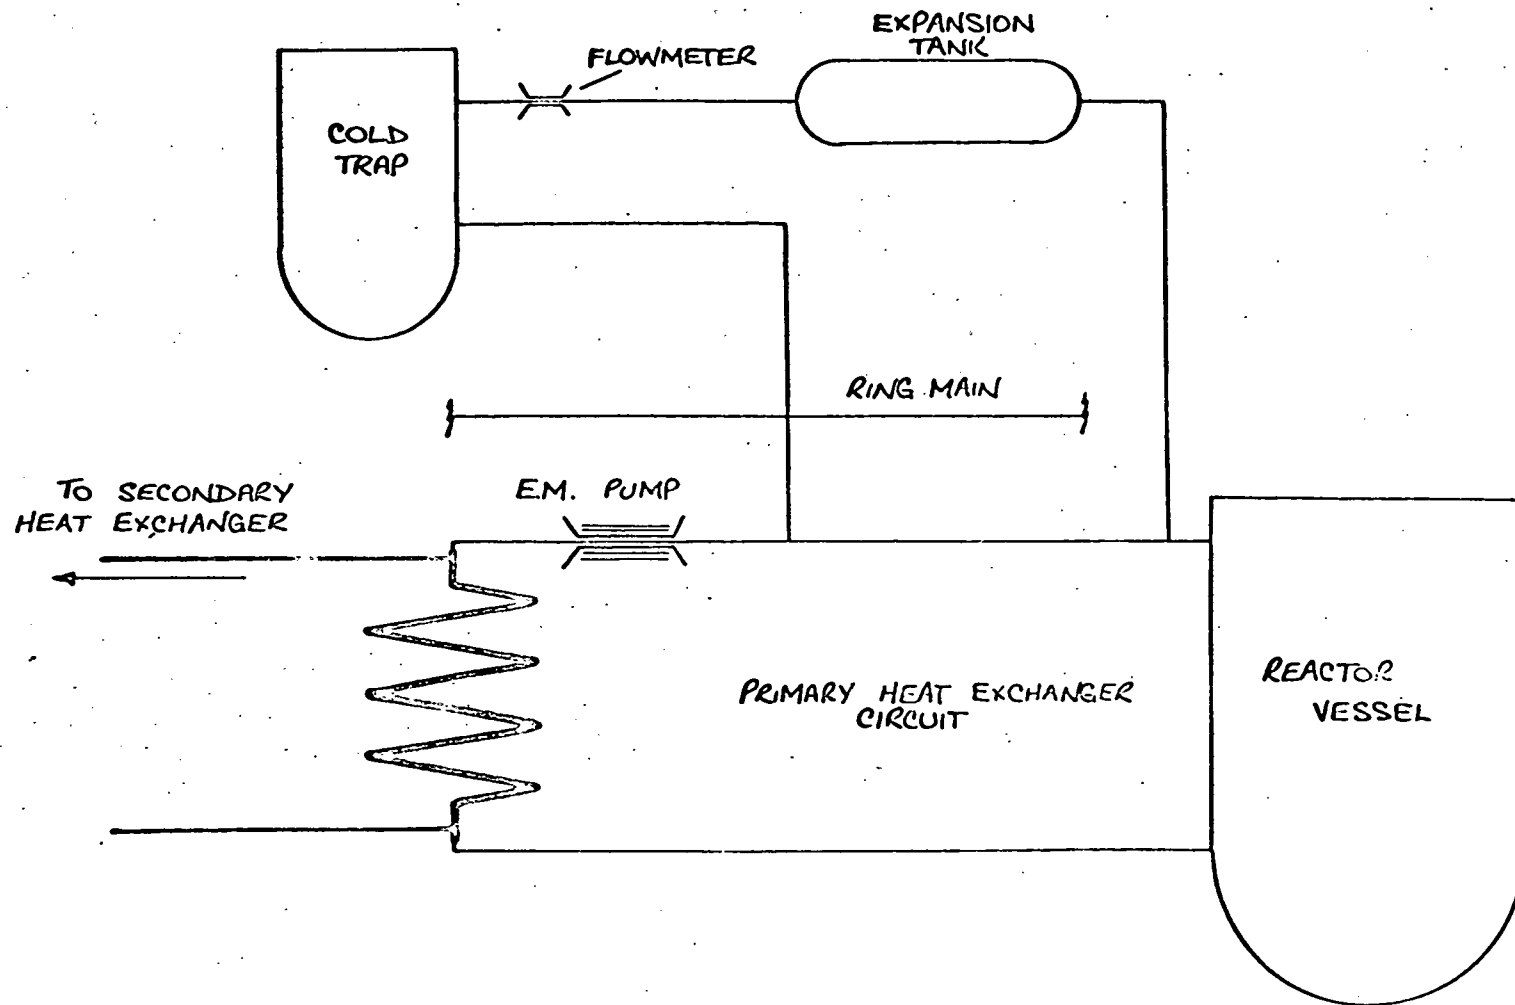 EXPANSION
TANK
FLOWMETER
COLD
TRAP
RING MAIN
TO SECONDARY
HEAT EXCHANGER
E.M. PUMP
PRIMARY HEAT EXCHANGER
CIRCUIT
REACTOR
VESSEL